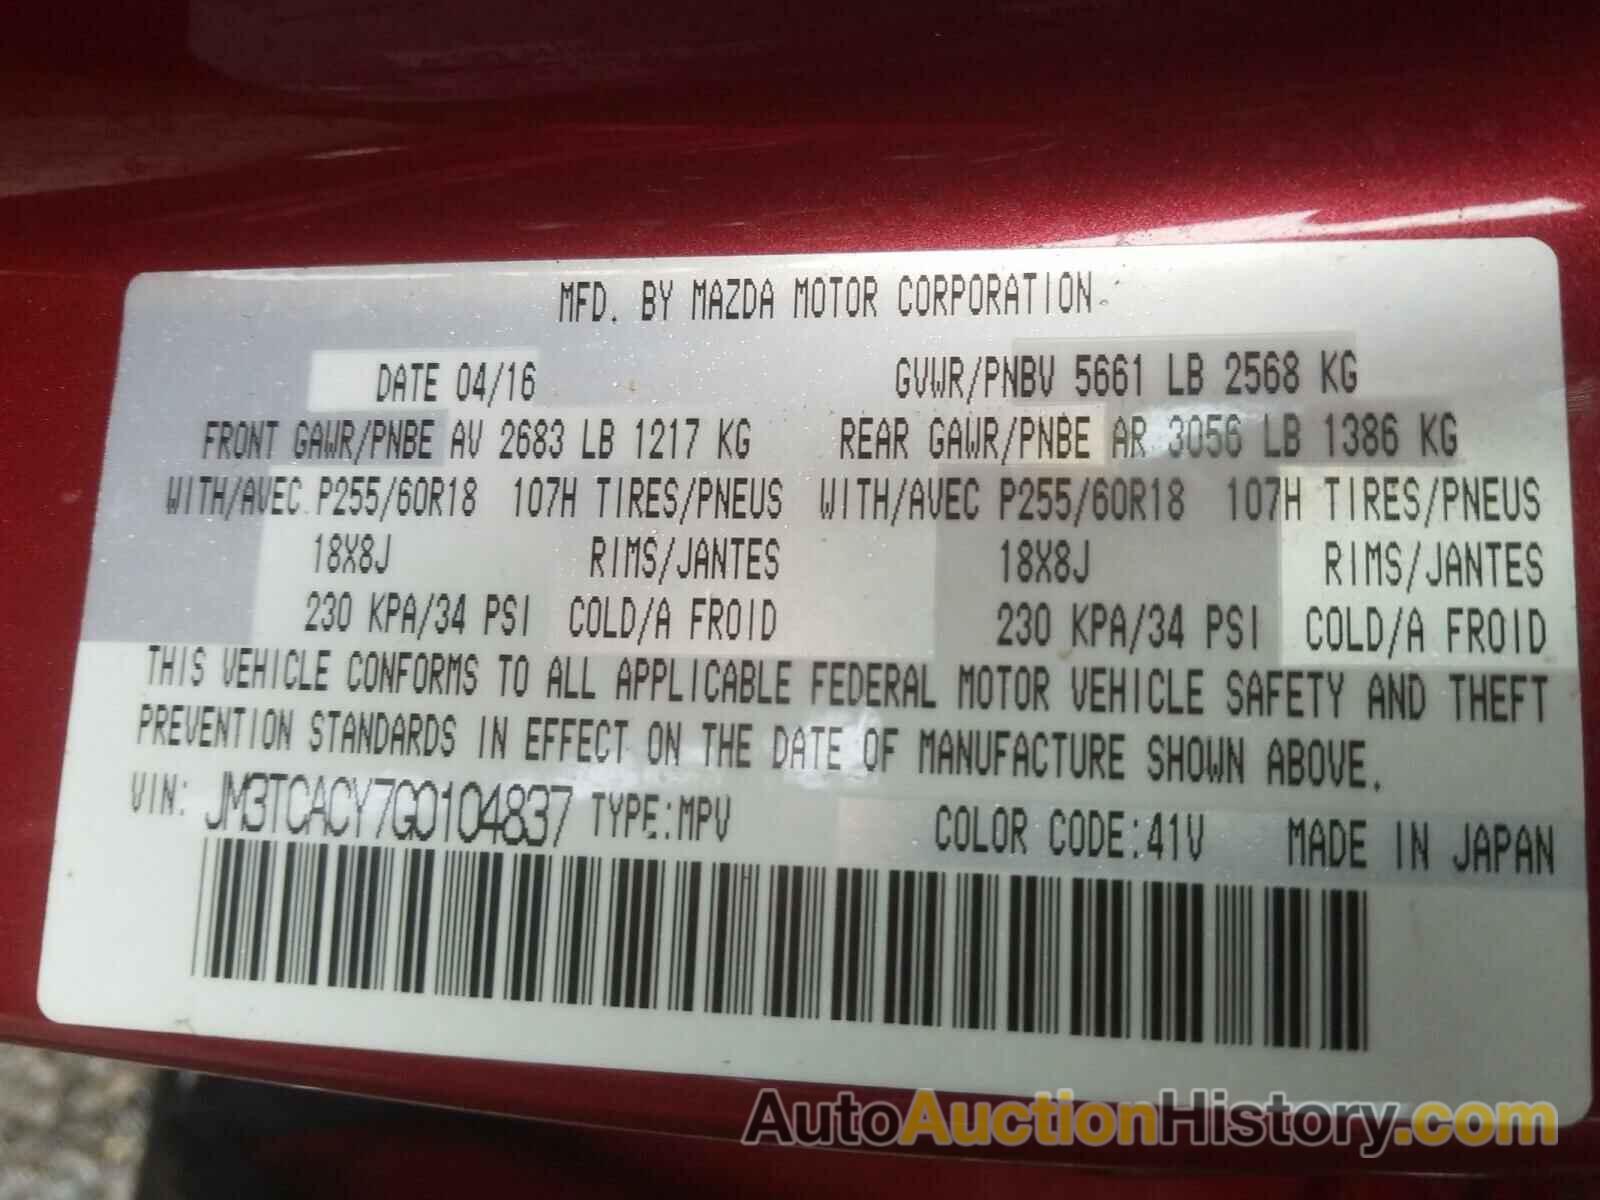 MFD. BY MAZDA MOTOR CORPORATION
DATE 04/16 GVWR/PNBV 5661 LB 2568 KG
FRONT GAWR/PNBE AV 2683 LB 1217 KG REAR GAWR/PNBE AR 3056 LB 1386 KG
WITH/AVEC P255/60R18 107H TIRES/PNEUS WITH/AVEC P255/60R18 107H TIRES/PNEUS
18X8J RIMS/JANTES 18X8J RIMS/JANTES
230 KPA/34 PSI COLD/A FROID 230 KPA/34 PSI COLD/A FROID
THIS VEHICLE CONFORMS TO ALL APPLICABLE FEDERAL MOTOR VEHICLE SAFETY AND THEFT
PREVENTION STANDARDS IN EFFECT ON THE DATE OF MANUFACTURE SHOWN ABOVE.
VIN: JM3TCACY7G0104837 TYPE:MPV COLOR CODE:41V MADE IN JAPAN
AutoAuctionHistory.com